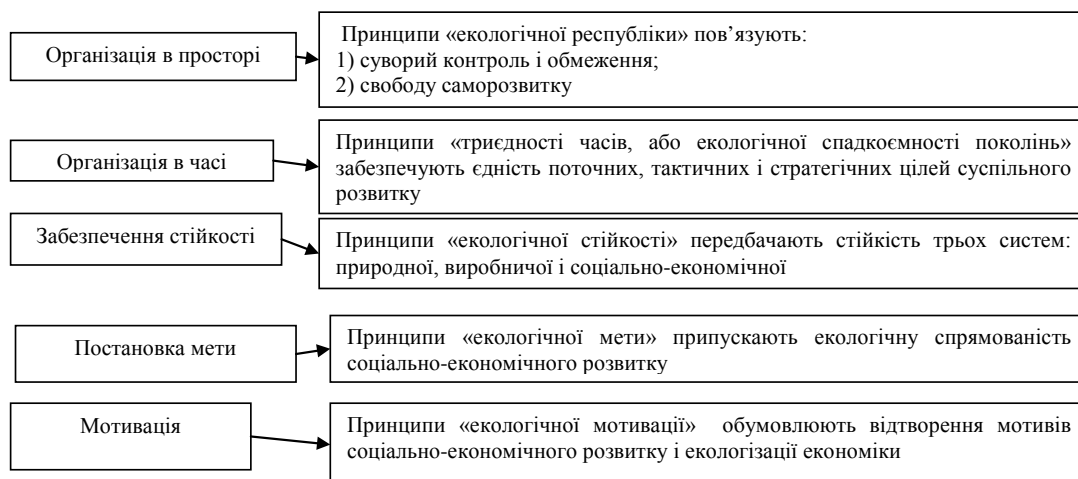 Організація в просторі
Принципи «екологічної республіки» пов’язують:
1) суворий контроль і обмеження;
2) свободу саморозвитку
Організація в часі
Принципи «триєдності часів, або екологічної спадкоємності поколінь»
забезпечують єдність поточних, тактичних і стратегічних цілей суспільного
розвитку
Забезпечення стійкості
Принципи «екологічної стійкості» передбачають стійкість трьох систем:
природної, виробничої і соціально-економічної
Постановка мети
Принципи «екологічної мети» припускають екологічну спрямованість
соціально-економічного розвитку
Мотивація
Принципи «екологічної мотивації» обумовлюють відтворення мотивів
соціально-економічного розвитку і екологізації економіки